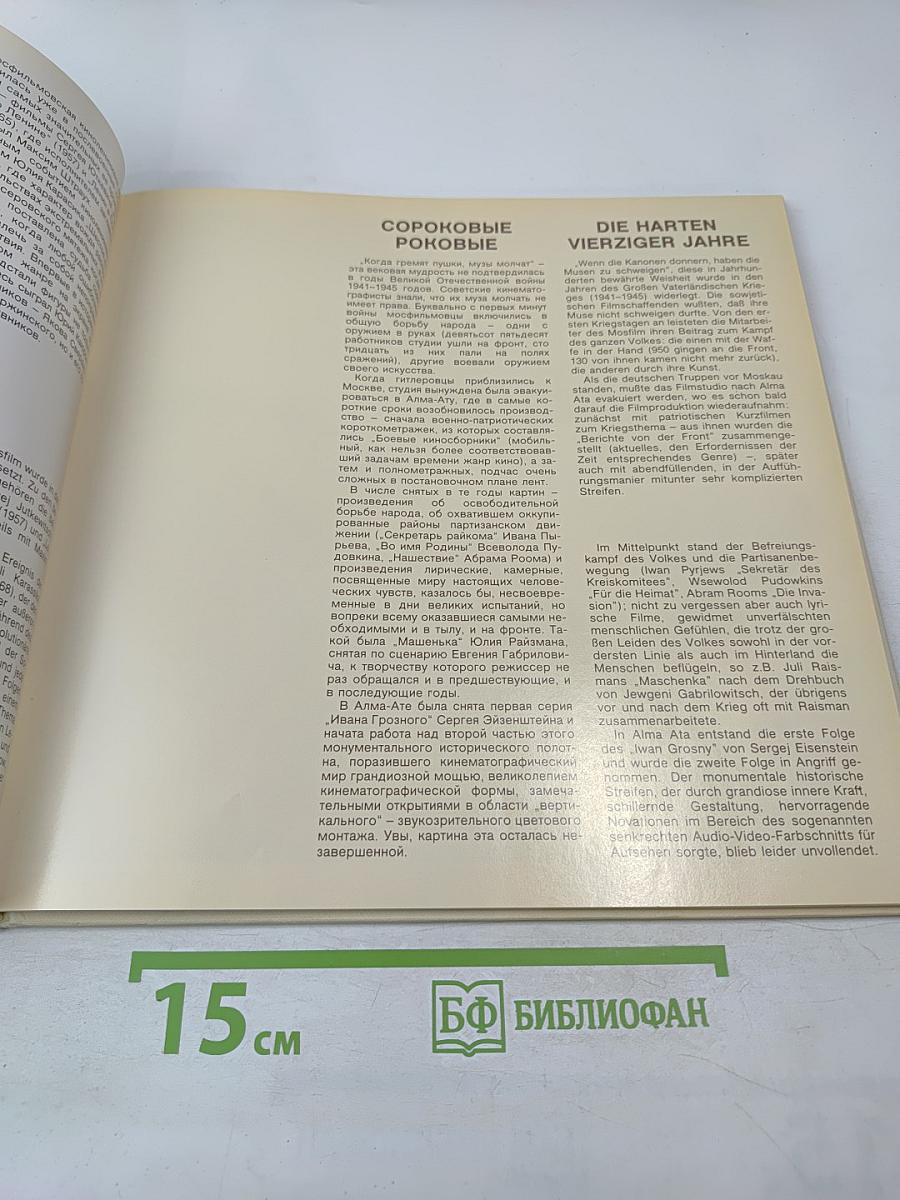 СОРОКОВЫЕ
РОКОВЫЕ
„Когда гремят пушки, музы молчат“ –
эта вековая мудрость не подтвердилась
в годы Великой Отечественной войны
1941–1945 годов. Советские кинемато-
графисты знали, что их муза молчать не
имеет права. Буквально с первых минут
войны мосфильмовцы включились в
общую борьбу народа – одни с
оружием в руках (девятьсот пятьдесят
работников студии ушли на фронт, сто
тридцать из них пали на полях
сражений), другие воевали оружием
своего искусства.
Когда гитлеровцы приблизились к
Москве, студия вынуждена была эвакуи-
роваться в Алма-Ату, где в самые ко-
роткие сроки возобновилось производ-
ство – сначала военно-патриотических
короткометражек, из которых составля-
лись „Боевые киносборники“ (мобиль-
ный, как нельзя более соответствовав-
ший задачам времени жанр кино), а за-
тем и полнометражных, подчас очень
сложных в постановочном плане лент.
В числе снятых в те годы картин –
произведения об освободительной
борьбе народа, об охватившем оккупи-
рованные районы партизанском дви-
жении („Секретарь райкома“ Ивана Пы-
рьева, „Во имя Родины“ Всеволода Пу-
довкина, „Нашествие“ Абрама Роома) и
произведения лирические, камерные,
посвященные миру настоящих челове-
ческих чувств, казалось бы, несвоевре-
менные в дни великих испытаний, но
вопреки всему оказавшиеся самыми не-
обходимыми и в тылу, и на фронте. Та-
кой была „Машенька“ Юлия Райзмана,
снятая по сценарию Евгения Габрилови-
ча, к творчеству которого режиссер не
раз обращался и в предшествующие, и
в последующие годы.
В Алма-Ате была снята первая серия
„Ивана Грозного“ Сергея Эйзенштейна и
начата работа над второй частью этого
монументального исторического полот-
на, поразившего кинематографический
мир грандиозной мощью, великолепием
кинематографической формы, замеча-
тельными открытиями в области „верти-
кального“ – звукозрительного цветового
монтажа. Увы, картина эта осталась не-
завершенной.
DIE HARTEN
VIERZIGER JAHRE
„Wenn die Kanonen donnern, haben die
Musen zu schweigen“, diese in Jahrhun-
derten bewährte Weisheit wurde in den
Jahren des Großen Vaterländischen Krie-
ges (1941–1945) widerlegt. Die sowjeti-
schen Filmschaffenden wußten, daß ihre
Muse nicht schweigen durfte. Von den er-
sten Kriegstagen an leisteten die Mitarbei-
ter des Mosfilm ihren Beitrag zum Kampf
des ganzen Volkes: die einen mit der Waf-
fe in der Hand (950 gingen an die Front,
130 von ihnen kamen nicht mehr zurück),
die anderen durch ihre Kunst.
Als die deutschen Truppen vor Moskau
standen, mußte das Filmstudio nach Alma
Ata evakuiert werden, wo es schon bald
darauf die Filmproduktion wiederaufnahm:
zunächst mit patriotischen Kurzfilmen
zum Kriegsthema – aus ihnen wurden die
„Berichte von der Front“ zusammenge-
stellt (aktuelles, den Erfordernissen der
Zeit entsprechendes Genre) –, später
auch mit abendfüllenden, in der Auffüh-
rungsmanier mitunter sehr komplizierten
Streifen.
Im Mittelpunkt stand der Befreiungs-
kampf des Volkes und die Partisanenbe-
wegung (Iwan Pyrjews „Sekretär des
Kreiskomitees“, Wsewolod Pudowkins
„Für die Heimat“, Abram Rooms „Die Inva-
sion“); nicht zu vergessen aber auch lyri-
sche Filme, gewidmet unverfälschten
menschlichen Gefühlen, die trotz der gro-
ßen Leiden des Volkes sowohl in der vor-
dersten Linie als auch im Hinterland die
Menschen beflügeln, so z.B. Juli Rais-
mans „Maschenka“ nach dem Drehbuch
von Jewgeni Gabrilowitsch, der übrigens
vor und nach dem Krieg oft mit Raisman
zusammenarbeitete.
In Alma Ata entstand die erste Folge
des „Iwan Grosny“ von Sergej Eisenstein
und wurde die zweite Folge in Angriff ge-
nommen. Der monumentale historische
Streifen, der durch grandiose innere Kraft,
schillernde Gestaltung, hervorragende
Novationen im Bereich des sogenannten
senkrechten Audio-Video-Farbschnitts für
Aufsehen sorgte, blieb leider unvollendet.
15 см
БФ БИБЛИОФАН